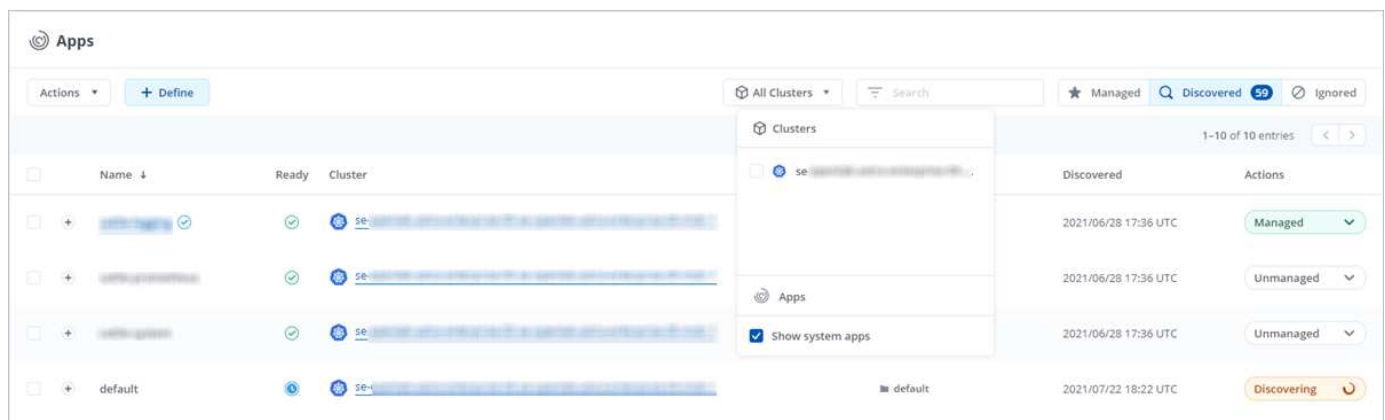 Apps
Actions + Define All Clusters Search Managed Discovered 59 Ignored
Clusters
1-10 of 10 entries
Name Ready Cluster Discovered Actions
se
se- 2021/06/28 17:36 UTC Managed
se- 2021/06/28 17:36 UTC Unmanaged
Apps
se 2021/06/28 17:36 UTC Unmanaged
Show system apps
default se- default 2021/07/22 18:22 UTC Discovering